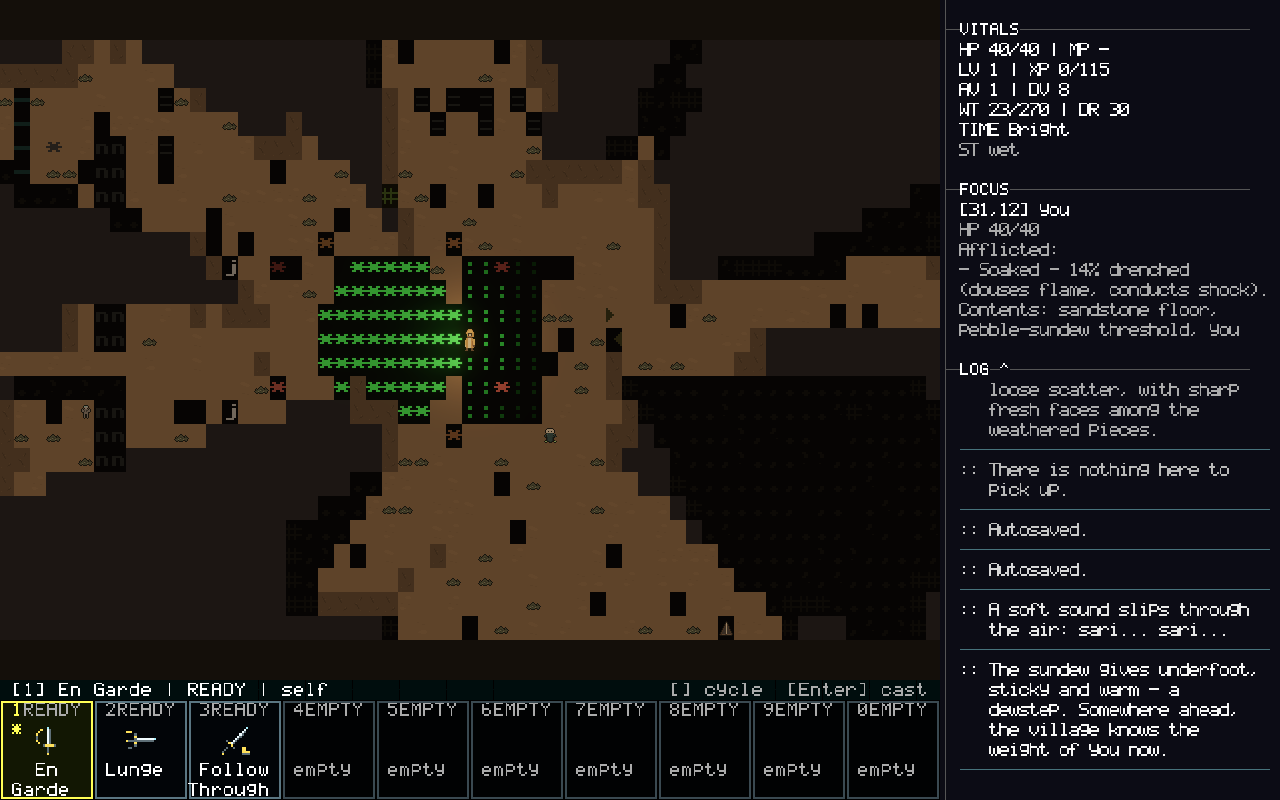 VITALS
HP 40/40 | MP -
LV 1 | XP 0/115
AV 1 | DV 8
WT 23/270 | DR 30
TIME Bright
ST wet
FOCUS
[31,12] You
HP 40/40
Afflicted:
- Soaked - 14% drenched
(douses flame, conducts shock).
Contents: sandstone floor,
Pebble-sundew threshold, You
LOG ^
loose scatter, with sharp
fresh faces among the
weathered pieces.
:: There is nothing here to
pick up.
:: Autosaved.
:: Autosaved.
:: A soft sound slips through
the air: sari... sari...
:: The sundew gives underfoot,
sticky and warm - a
dewstep. Somewhere ahead,
the village knows the
weight of you now.
[1] En Garde | READY | self
[] cycle [Enter] cast
1READY 2READY 3READY 4EMPTY 5EMPTY 6EMPTY 7EMPTY 8EMPTY 9EMPTY 0EMPTY
*
En Garde
Lunge
Follow Through
empty empty empty empty empty empty empty